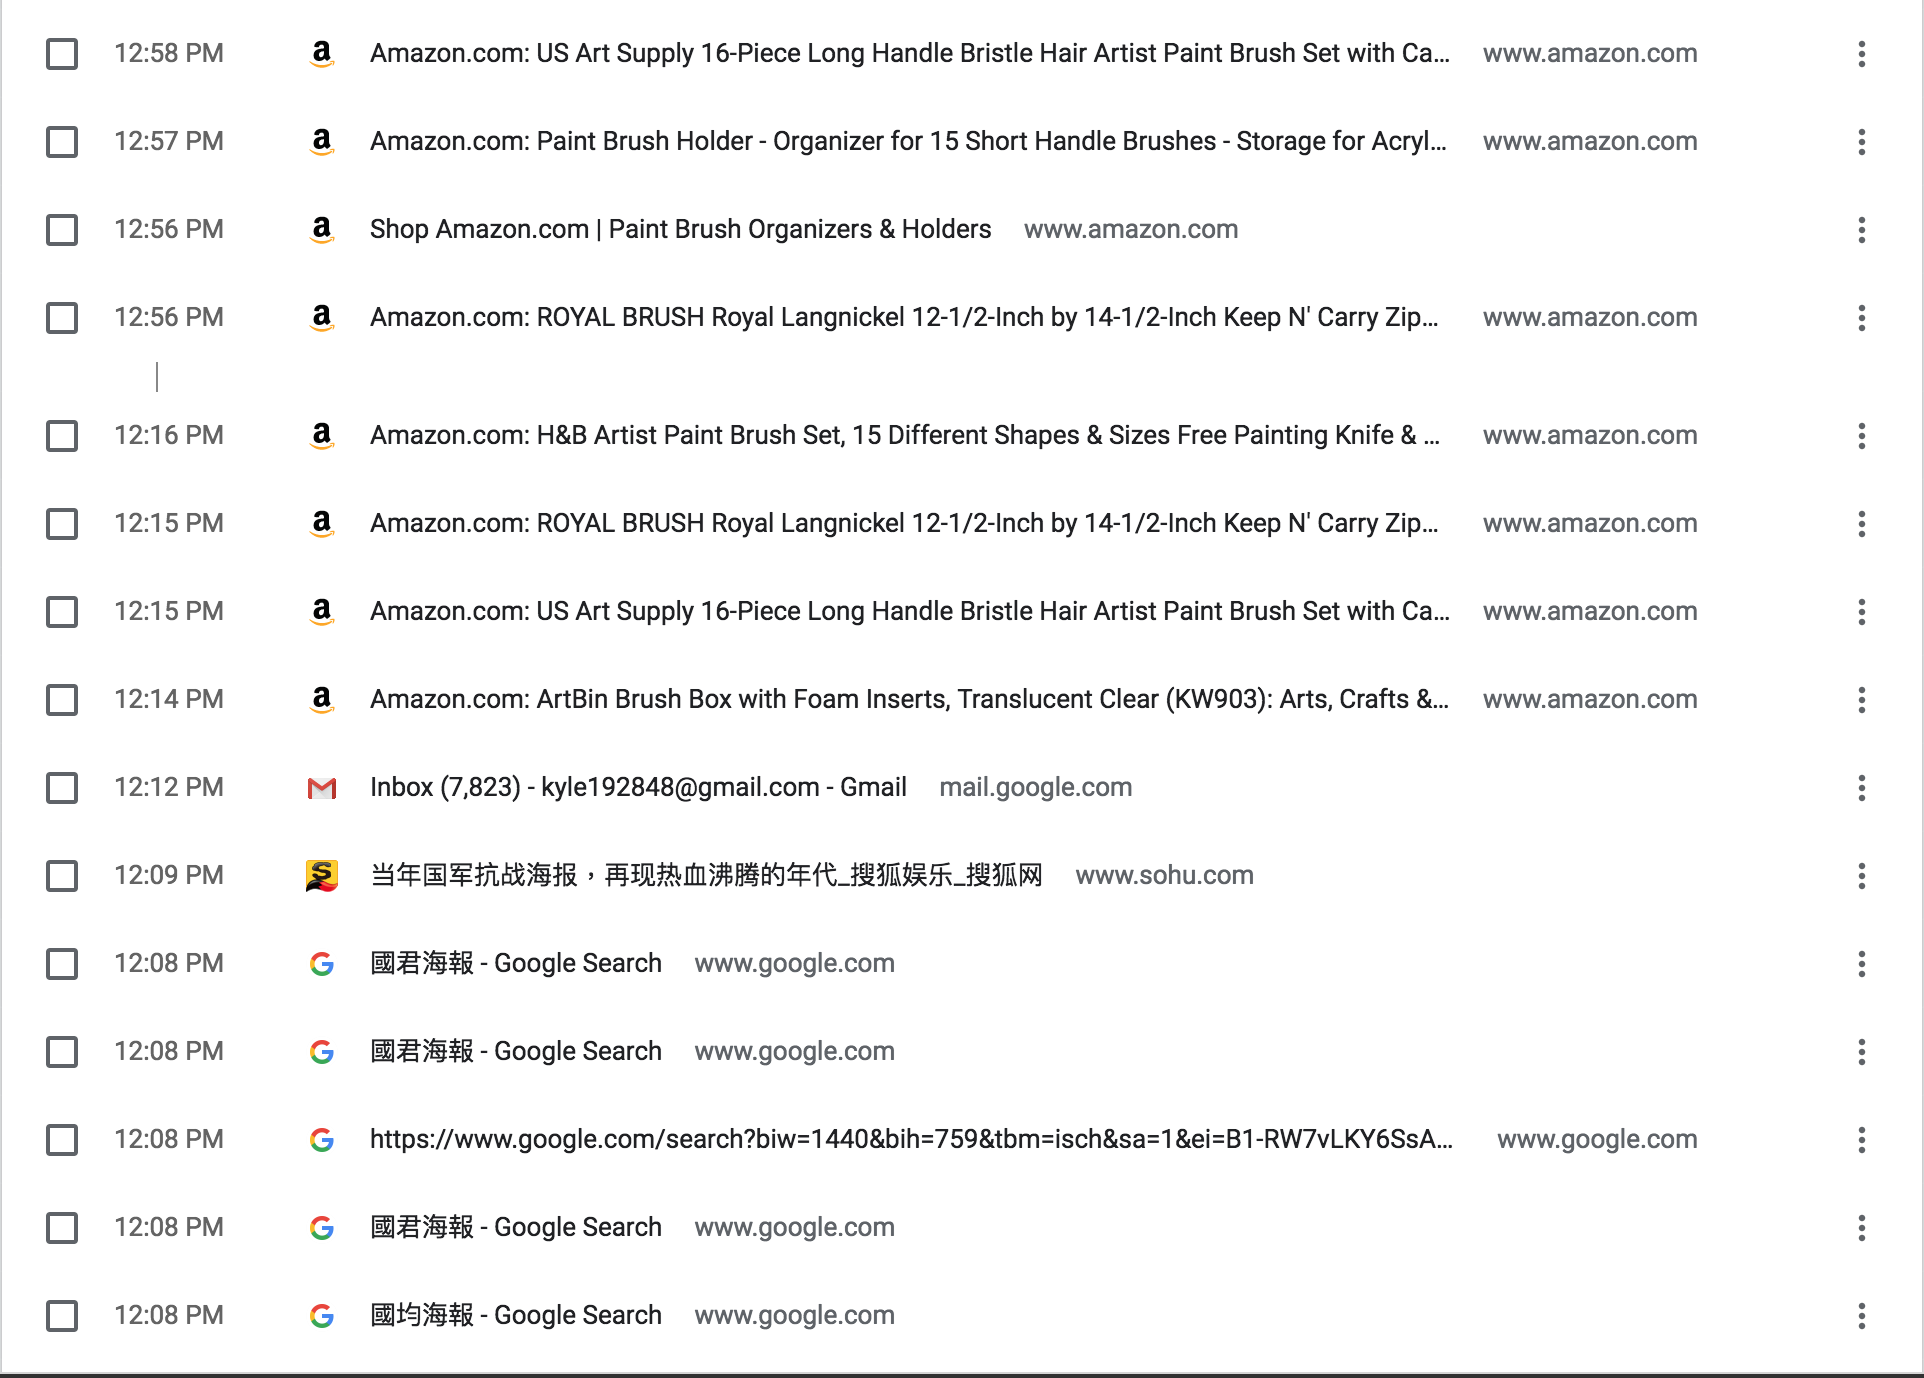 12:58 PM Amazon.com: US Art Supply 16-Piece Long Handle Bristle Hair Artist Paint Brush Set with Ca... www.amazon.com
12:57 PM Amazon.com: Paint Brush Holder - Organizer for 15 Short Handle Brushes - Storage for Acryl... www.amazon.com
12:56 PM Shop Amazon.com | Paint Brush Organizers & Holders www.amazon.com
12:56 PM Amazon.com: ROYAL BRUSH Royal Langnickel 12-1/2-Inch by 14-1/2-Inch Keep N' Carry Zip... www.amazon.com
12:16 PM Amazon.com: H&B Artist Paint Brush Set, 15 Different Shapes & Sizes Free Painting Knife & ... www.amazon.com
12:15 PM Amazon.com: ROYAL BRUSH Royal Langnickel 12-1/2-Inch by 14-1/2-Inch Keep N' Carry Zip... www.amazon.com
12:15 PM Amazon.com: US Art Supply 16-Piece Long Handle Bristle Hair Artist Paint Brush Set with Ca... www.amazon.com
12:14 PM Amazon.com: ArtBin Brush Box with Foam Inserts, Translucent Clear (KW903): Arts, Crafts &... www.amazon.com
12:12 PM Inbox (7,823) - kyle192848@gmail.com - Gmail mail.google.com
12:09 PM 当年国军抗战海报，再现热血沸腾的年代_搜狐娱乐_搜狐网 www.sohu.com
12:08 PM 國君海報 - Google Search www.google.com
12:08 PM 國君海報 - Google Search www.google.com
12:08 PM https://www.google.com/search?biw=1440&bih=759&tbm=isch&sa=1&ei=B1-RW7vLKY6SsA... www.google.com
12:08 PM 國君海報 - Google Search www.google.com
12:08 PM 國均海報 - Google Search www.google.com